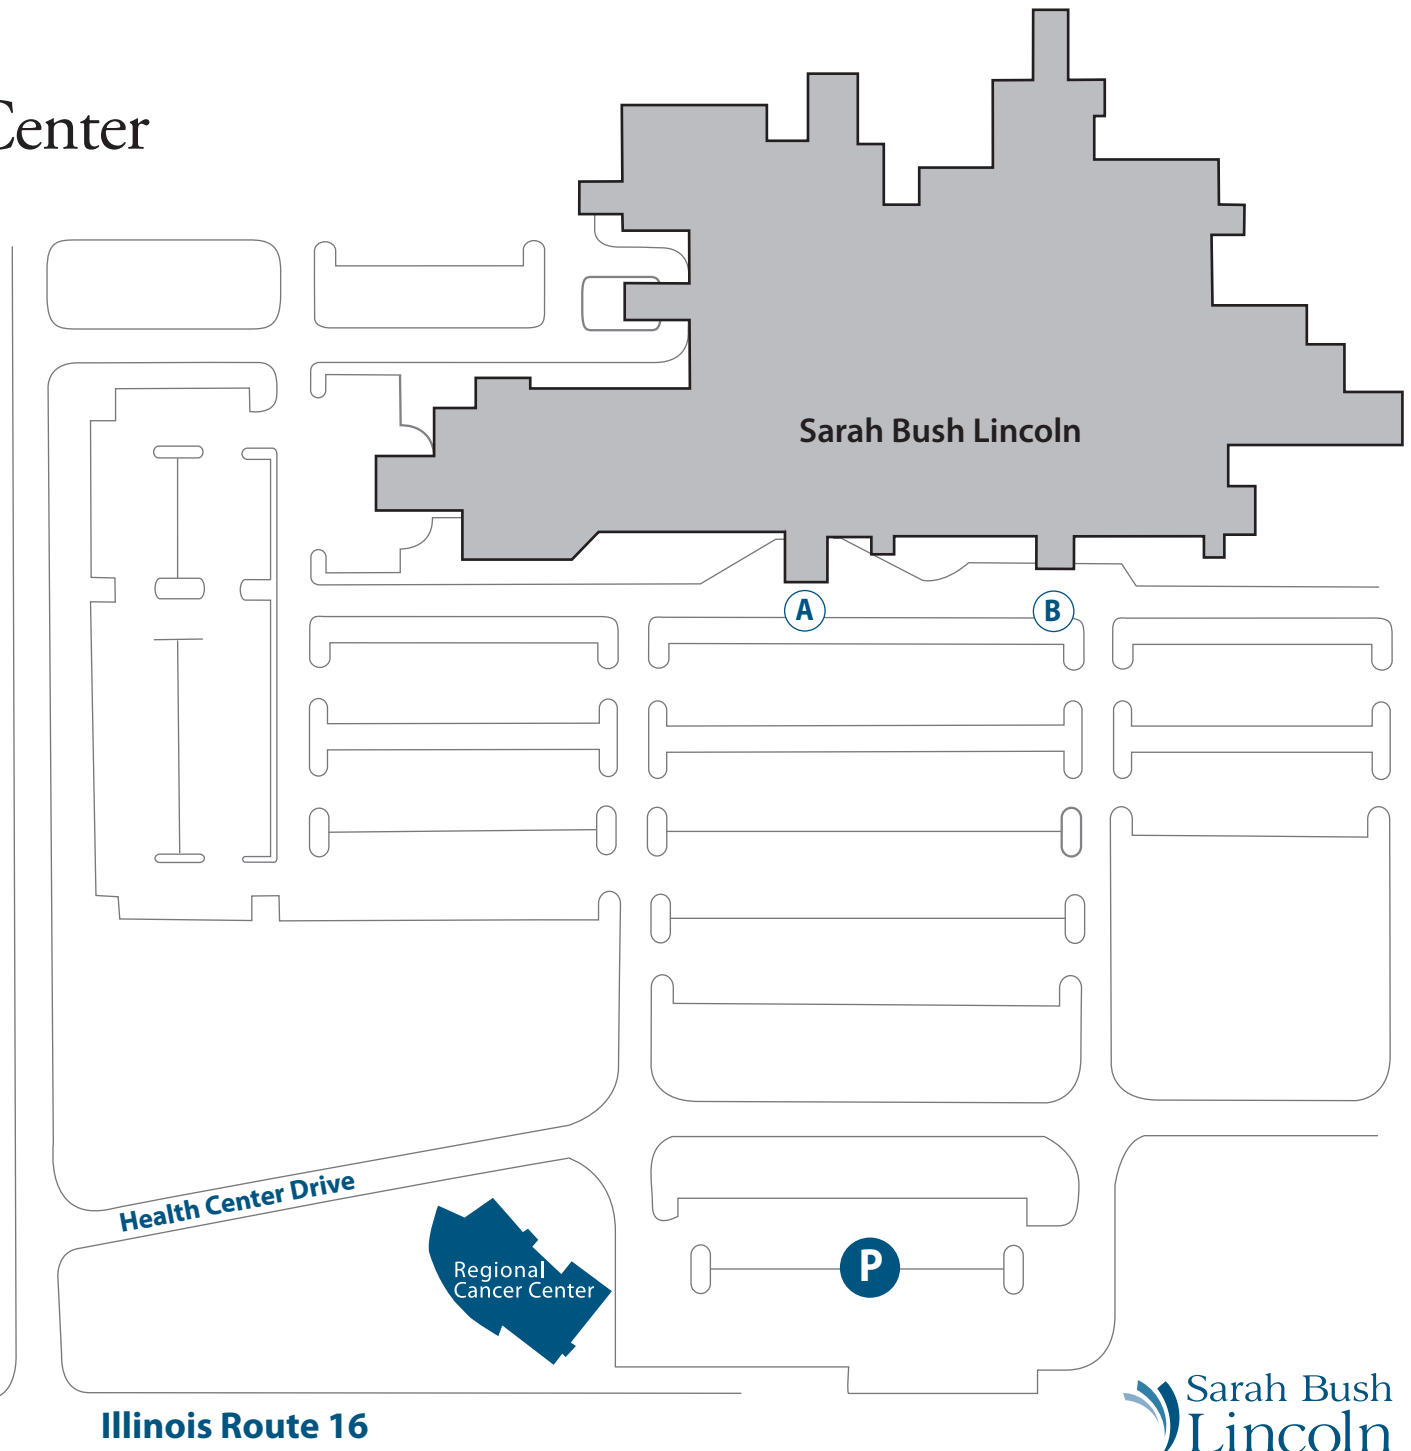 Center
Sarah Bush Lincoln
A
B
Health Center Drive
Regional
Cancer Center
P
Illinois Route 16
Sarah Bush
Lincoln